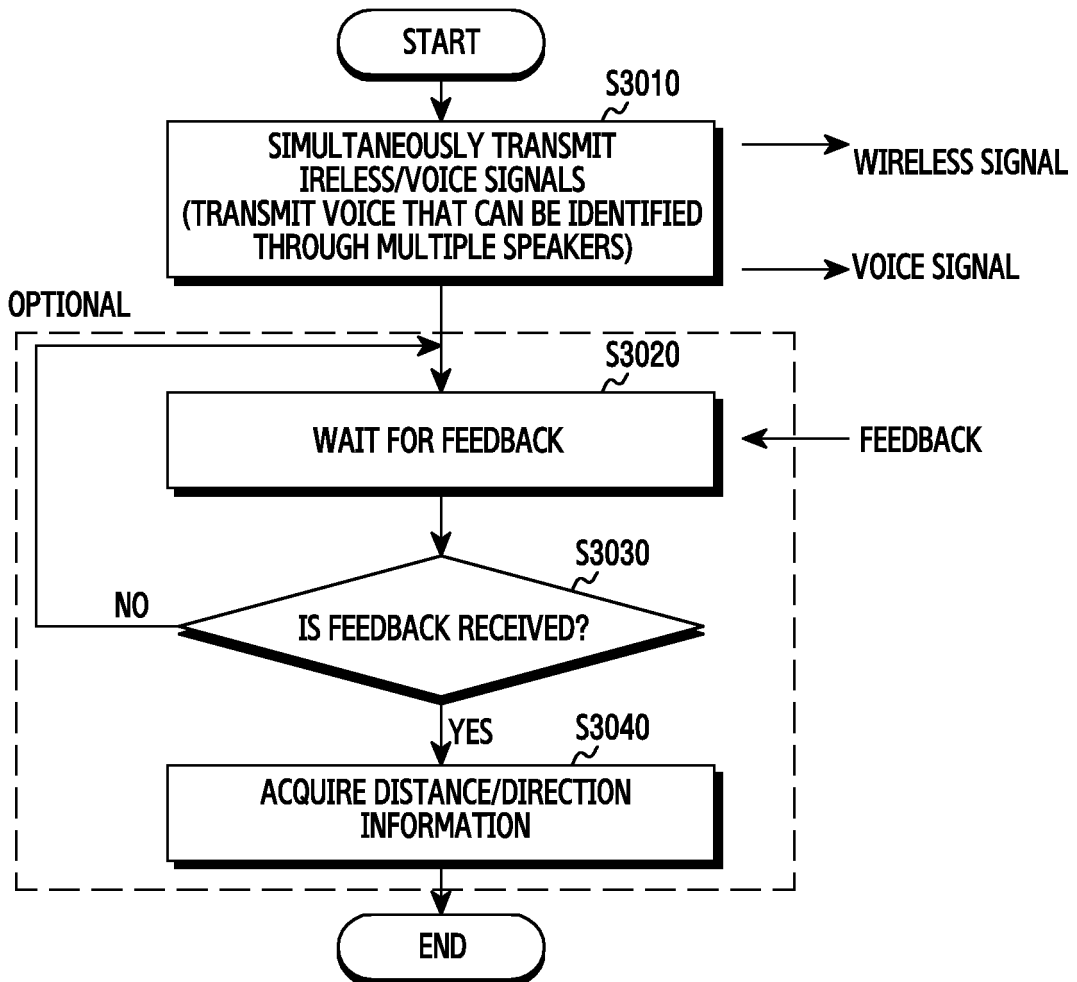 START
S3010
SIMULTANEOUSLY TRANSMIT
IRELESS/VOICE SIGNALS
(TRANSMIT VOICE THAT CAN BE IDENTIFIED
THROUGH MULTIPLE SPEAKERS)
WIRELESS SIGNAL
VOICE SIGNAL
OPTIONAL
S3020
WAIT FOR FEEDBACK
FEEDBACK
S3030
IS FEEDBACK RECEIVED?
NO
YES
S3040
ACQUIRE DISTANCE/DIRECTION
INFORMATION
END